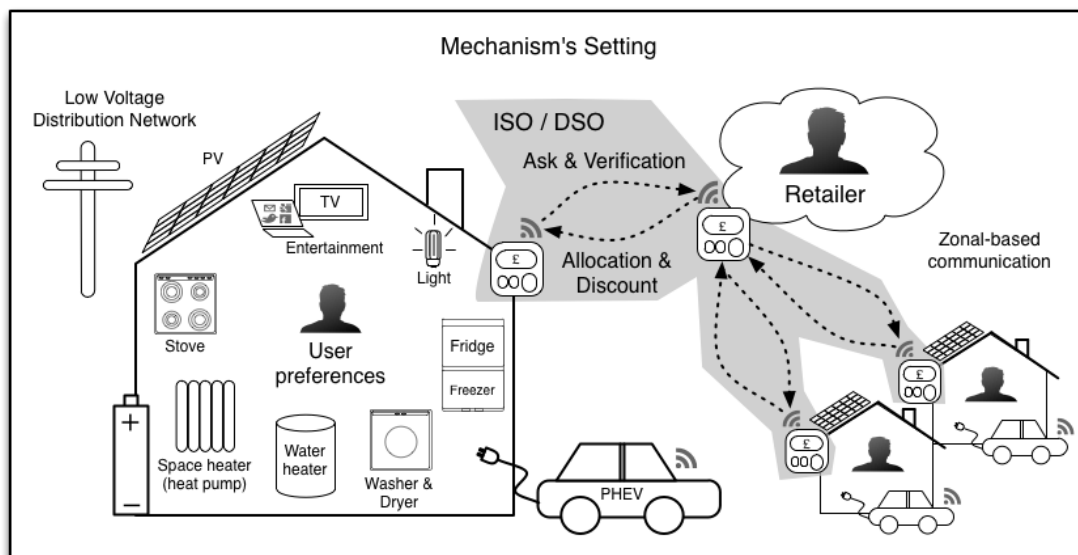 Mechanism's Setting
Low Voltage
Distribution Network
PV
TV
Entertainment
Light
£
ISO / DSO
Ask & Verification
Allocation &
Discount
£
Retailer
Zonal-based
communication
Stove
User
preferences
Fridge
Freezer
+
−
Space heater
(heat pump)
Water
heater
Washer &
Dryer
PHEV
£
£